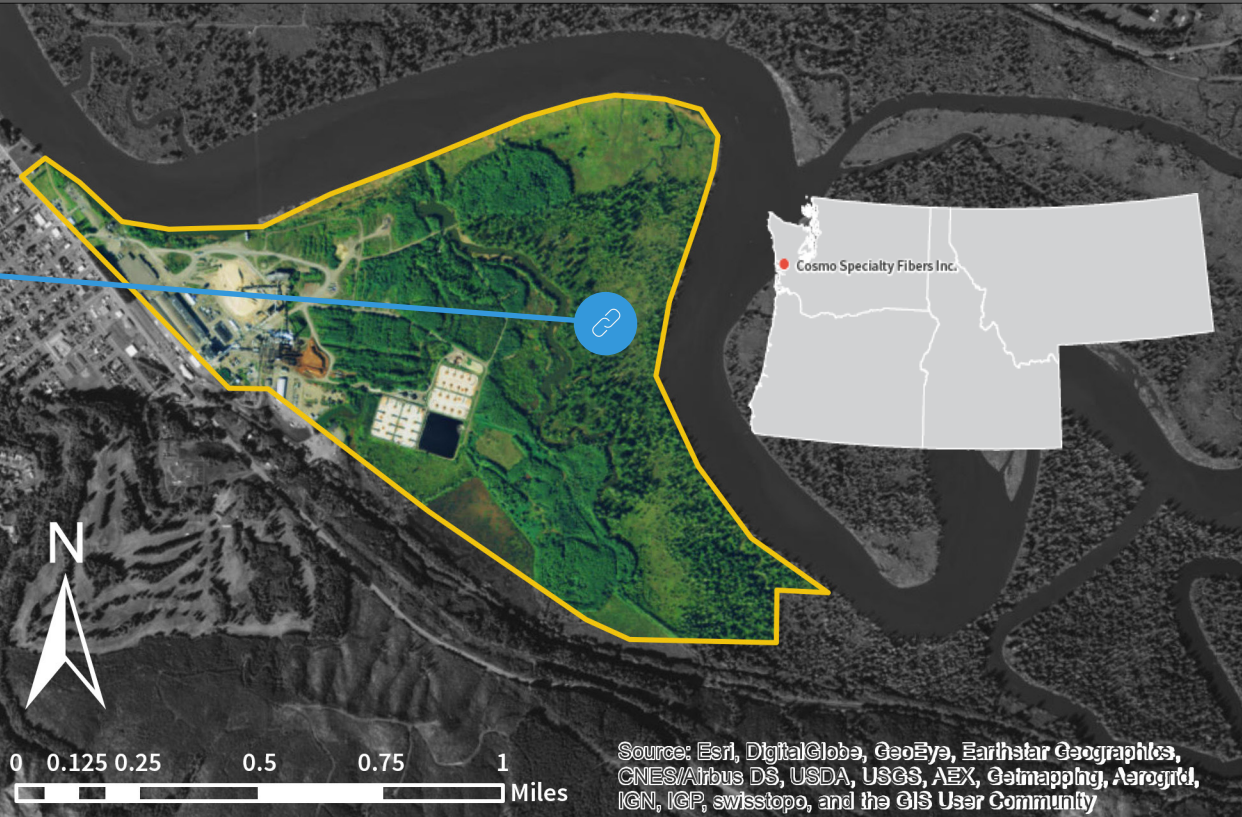 Cosmo Specialty Fibers Inc.
N
0 0.125 0.25 0.5 0.75 1
Miles
Source: Esri, DigitalGlobe, GeoEye, Earthstar Geographics,
CNES/Airbus DS, USDA, USGS, AEX, Getmapping, Aerogrid,
IGN, IGP, swisstopo, and the GIS User Community